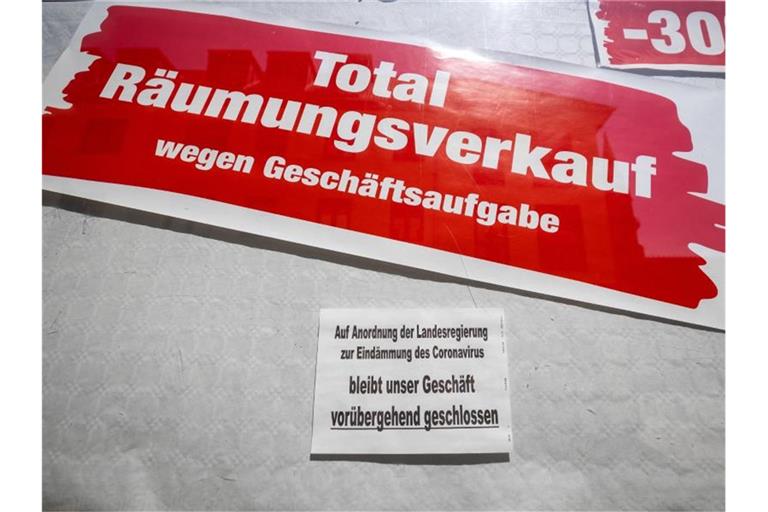 Total
-30
Räumungsverkauf
wegen Geschäftsaufgabe
Auf Anordnung der Landesregierung
zur Eindämmung des Coronavirus
bleibt unser Geschäft
vorübergehend geschlossen